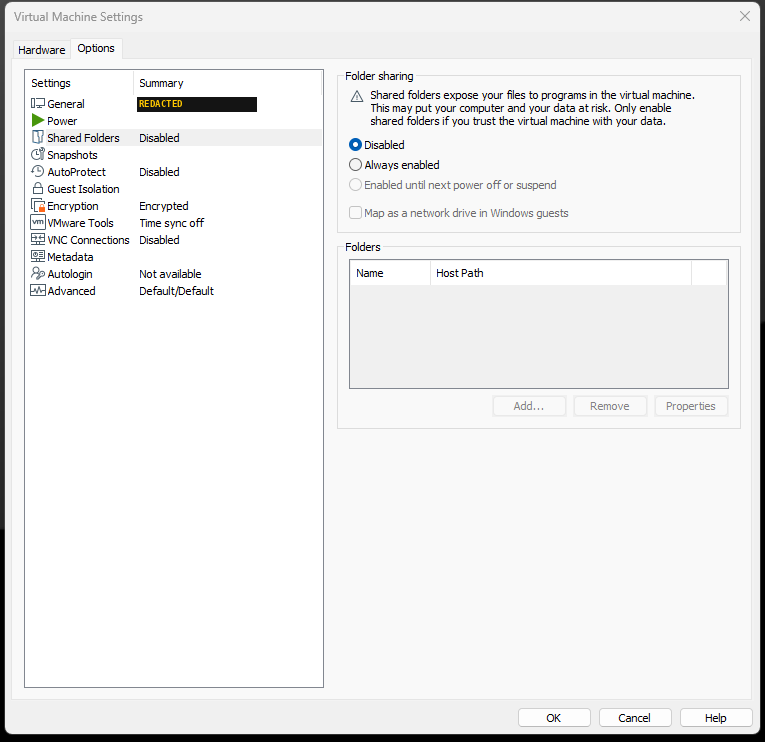 Virtual Machine Settings
Hardware
Options
Settings
Summary
General
REDACTED
Power
Shared Folders
Disabled
Snapshots
AutoProtect
Disabled
Guest Isolation
Encryption
Encrypted
vm
VMware Tools
Time sync off
VNC Connections
Disabled
Metadata
Autologin
Not available
Advanced
Default/Default
Folder sharing
Shared folders expose your files to programs in the virtual machine.
This may put your computer and your data at risk. Only enable
shared folders if you trust the virtual machine with your data.
Disabled
Always enabled
Enabled until next power off or suspend
Map as a network drive in Windows guests
Folders
Name
Host Path
Add...
Remove
Properties
OK
Cancel
Help